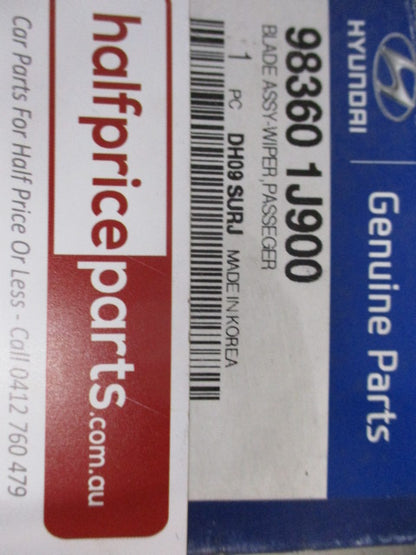 HYUNDAI
Genuine Parts
98360 1J900
BLADE ASSY-WIPER,PASSEGER
1 PC DH09 SURJ MADE IN KOREA
halfpriceparts.com.au
Car Parts For Half Price Or Less - Call 0412 760 479